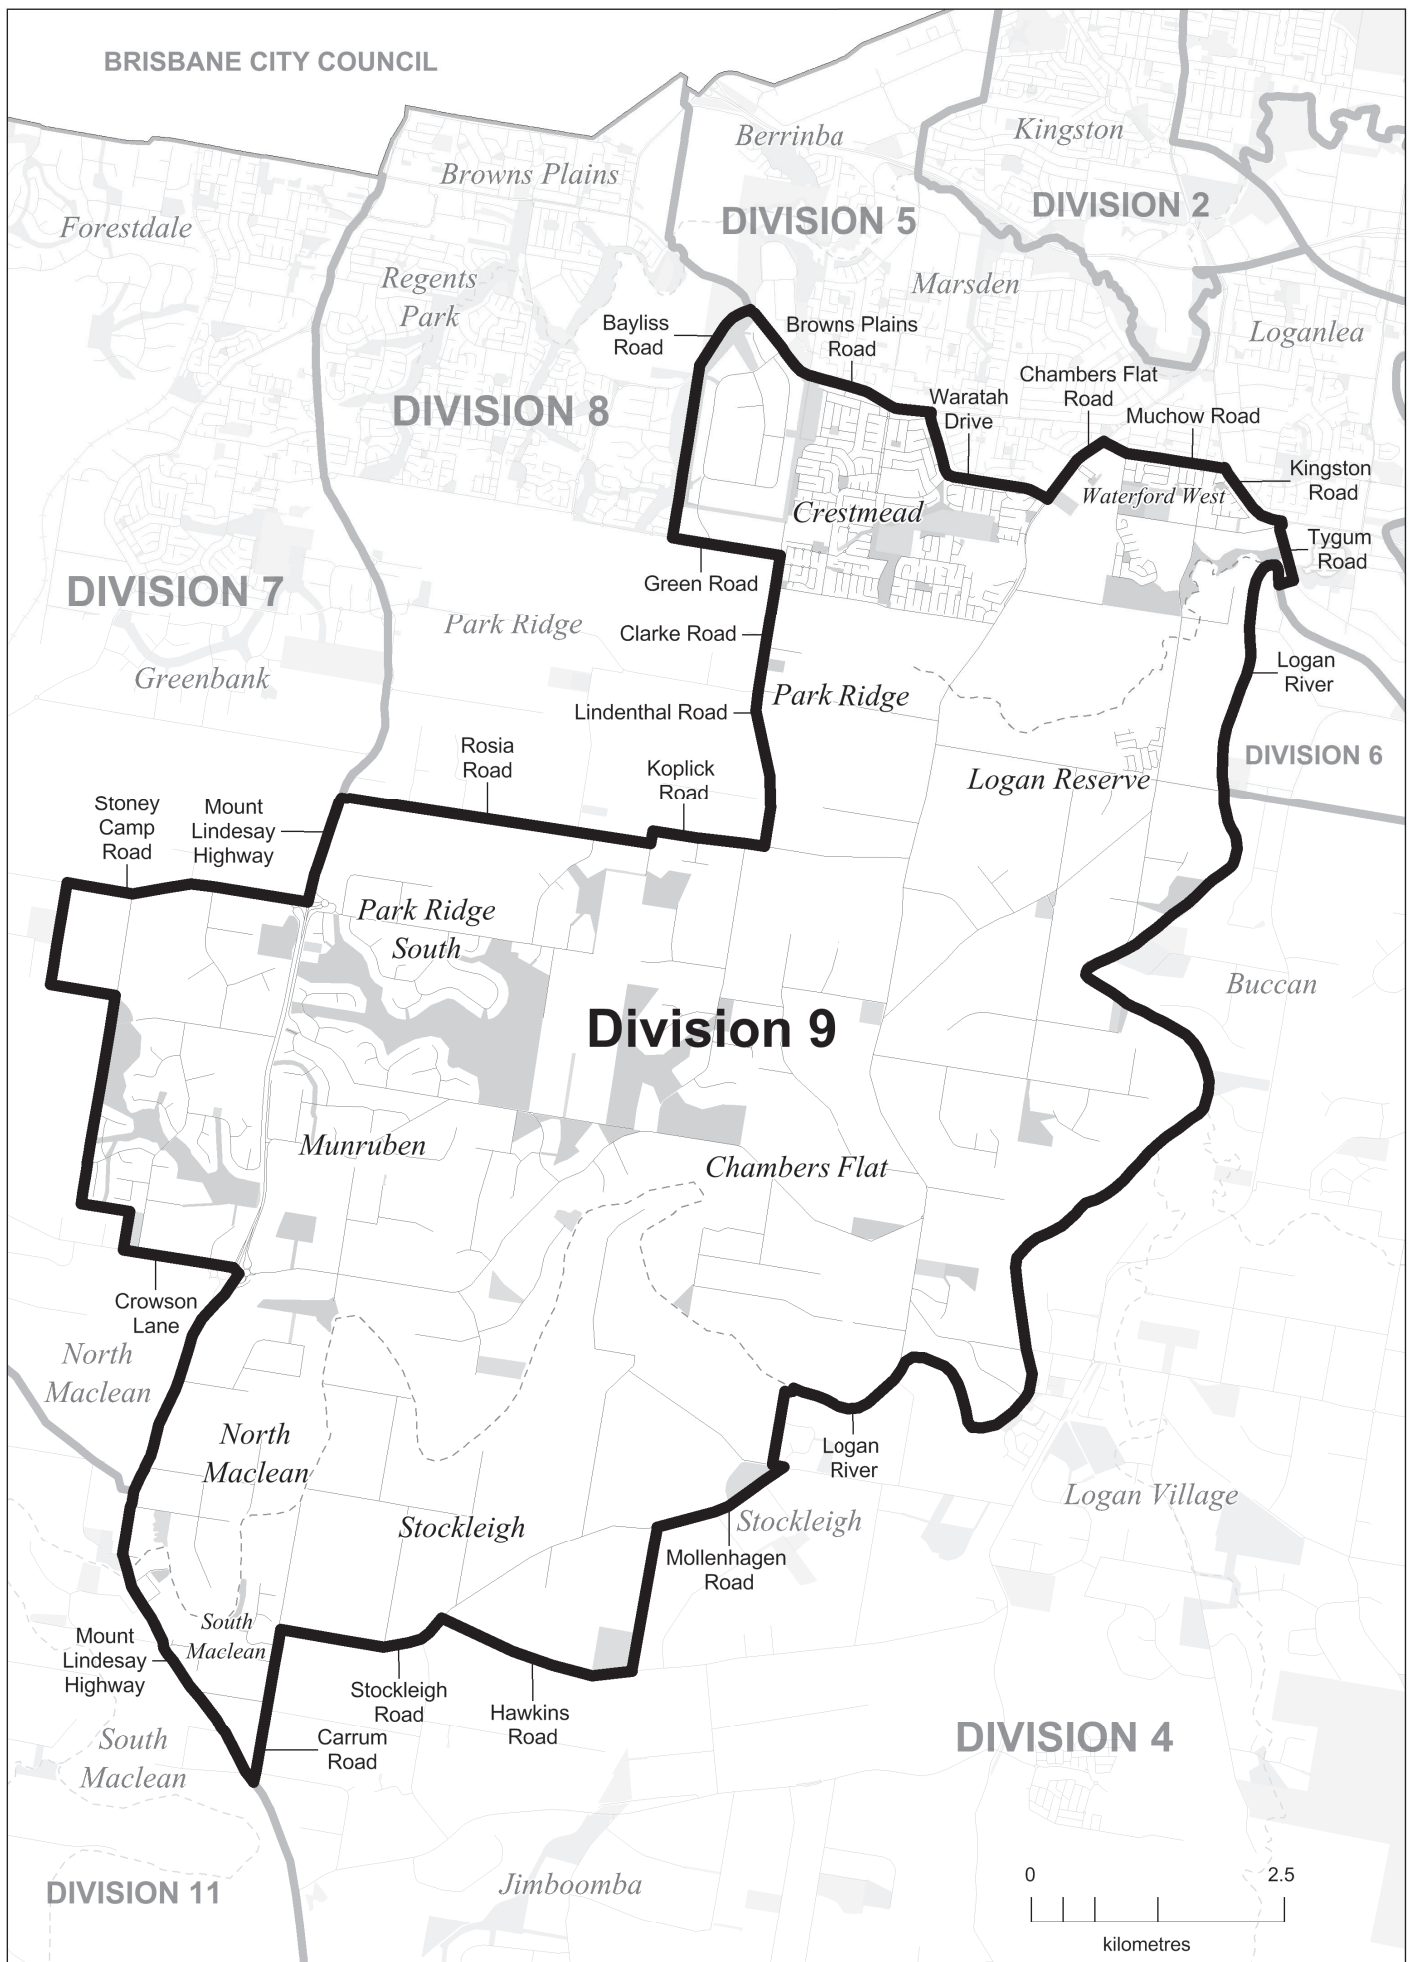 BRISBANE CITY COUNCIL
Berrinba
Kingston
Browns Plains
DIVISION 5
DIVISION 2
Forestdale
Regents
Park
Marsden
Loganlea
Bayliss
Road
Browns Plains
Road
DIVISION 8
Waratah
Drive
Chambers Flat
Road
Muchow Road
Kingston
Road
Waterford West
Crestmead
Tygum
Road
DIVISION 7
Green Road
Park Ridge
Clarke Road
Greenbank
Logan
River
Park Ridge
Lindenthal Road
Rosia
Road
Koplick
Road
DIVISION 6
Logan Reserve
Stoney
Camp
Road
Mount
Lindesay
Highway
Park Ridge
South
Buccan
Division 9
Munruben
Chambers Flat
Crowson
Lane
North
Maclean
North
Maclean
Logan
River
Logan Village
Stockleigh
Stockleigh
Mollenhagen
Road
South
Maclean
Mount
Lindesay
Highway
Stockleigh
Road
Hawkins
Road
Carrum
Road
South
Maclean
DIVISION 4
DIVISION 11
Jimboomba
0 2.5
kilometres